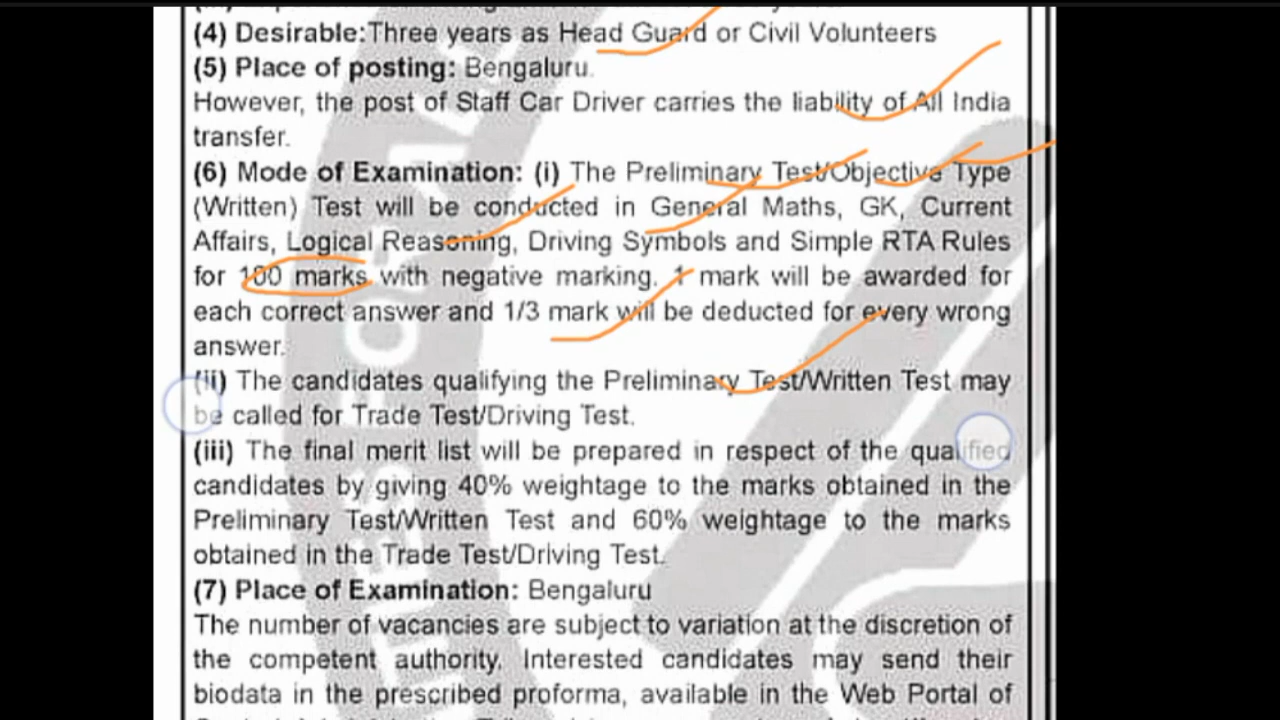 (4) Desirable:Three years as Head Guard or Civil Volunteers
(5) Place of posting: Bengaluru.
However, the post of Staff Car Driver carries the liability of All India
transfer.
(6) Mode of Examination: (i) The Preliminary Test/Objective Type
(Written) Test will be conducted in General Maths, GK, Current
Affairs, Logical Reasoning, Driving Symbols and Simple RTA Rules
for 100 marks with negative marking. 1 mark will be awarded for
each correct answer and 1/3 mark will be deducted for every wrong
answer.
(ii) The candidates qualifying the Preliminary Test/Written Test may
be called for Trade Test/Driving Test.
(iii) The final merit list will be prepared in respect of the qualified
candidates by giving 40% weightage to the marks obtained in the
Preliminary Test/Written Test and 60% weightage to the marks
obtained in the Trade Test/Driving Test.
(7) Place of Examination: Bengaluru
The number of vacancies are subject to variation at the discretion of
the competent authority. Interested candidates may send their
biodata in the prescribed proforma, available in the Web Portal of